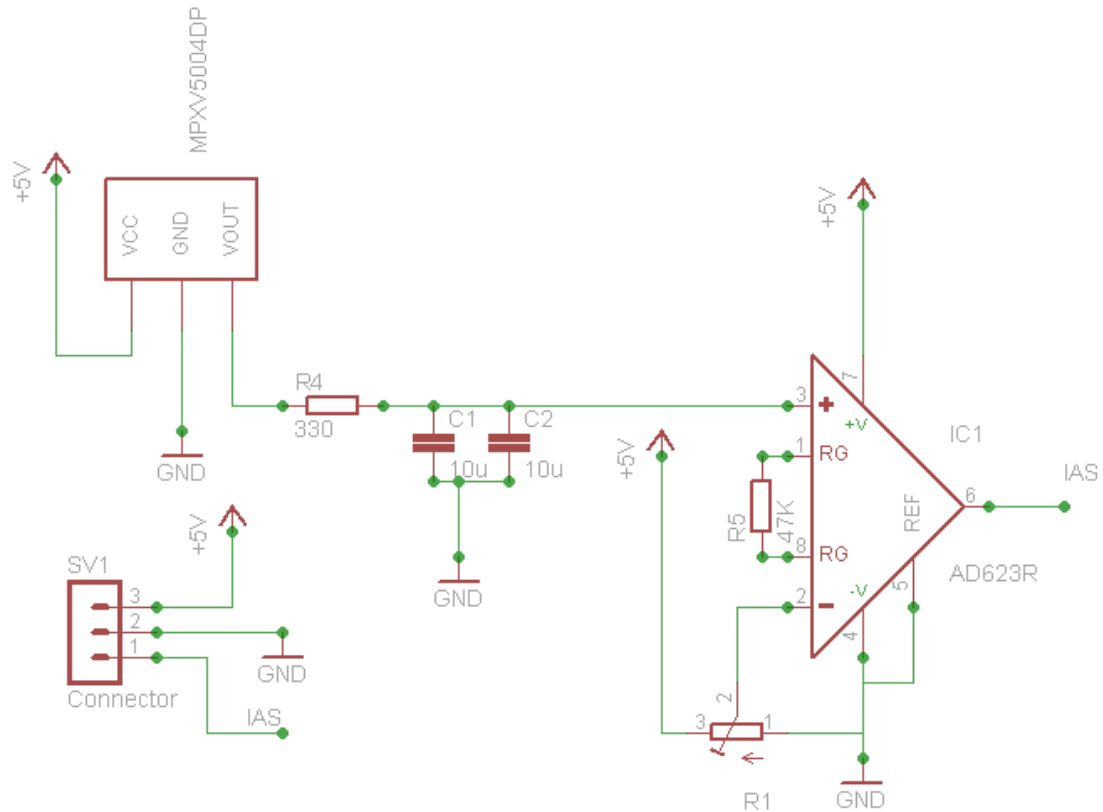 MPXV5004DP
+5V
VCC
GND
VOUT
GND
R4
330
C1
10u
C2
10u
GND
+5V
+5V
SV1
3
2
1
Connector
+5V
GND
IAS
3
+
1
RG
R5
47K
8
RG
2
-
7
+V
IC1
REF
6
IAS
-V
4
5
AD623R
2
3
1
R1
GND